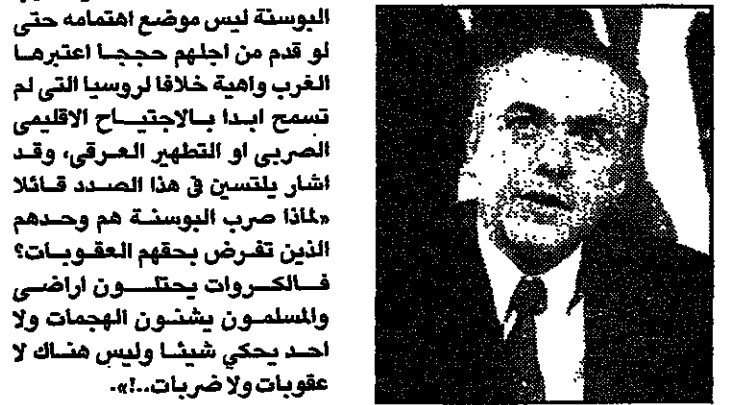 البوسنة ليس موضع اهتمامه حتى
لو قدم من اجلهم حججا اعتبرها
الغرب واهية خلافا لروسيا التي لم
تسمح ابدا بالاجتياح الاقليمي
الصربي او التطهير العرقي، وقد
اشار يلتسين في هذا الصدد قائلا
«لماذا صرب البوسنة هم وحدهم
الذين تفرض بحقهم العقوبات؟
فالكروات يحتلون اراضي
والمسلمون يشنون الهجمات ولا
احد يحكي شيئا وليس هناك لا
عقوبات ولا ضربات..!».